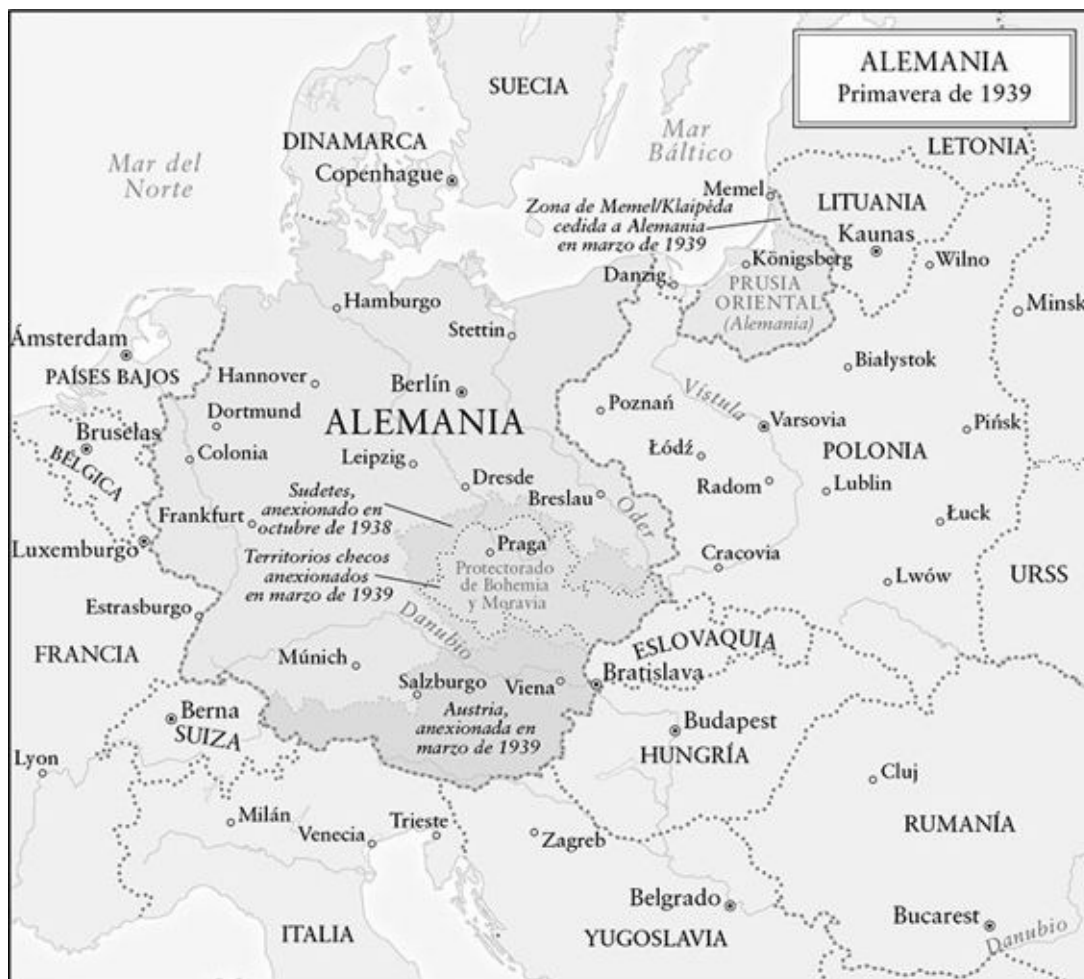 ALEMANIA
Primavera de 1939
SUECIA
Mar
Báltico
LETONIA
DINAMARCA
Mar del
Norte
Copenhague
Memel
LITUANIA
Zona de Memel/Klaipėda
cedida a Alemania
en marzo de 1939
Kaunas
Königsberg
Wilno
Danzig
PRUSIA
ORIENTAL
(Alemania)
Hamburgo
Minsk
Stettin
Ámsterdam
Białystok
PAÍSES BAJOS
Hannover
Berlín
Vístula
Poznań
Dortmund
ALEMANIA
Varsovia
Pińsk
Bruselas
BÉLGICA
Colonia
Leipzig
Łódź
POLONIA
Dresde
Radom
Lublin
Sudetes,
anexionado en
octubre de 1938
Breslau
Oder
Frankfurt
Łuck
Luxemburgo
Praga
Territorios checos
anexionados
en marzo de 1939
Protectorado
de Bohemia
y Moravia
Cracovia
Lwów
URSS
Estrasburgo
Danubio
FRANCIA
ESLOVAQUIA
Múnich
Salzburgo
Viena
Bratislava
Berna
SUIZA
Austria,
anexionada en
marzo de 1939
Budapest
HUNGRÍA
Lyon
Cluj
Milán
Venecia
Trieste
Zagreb
RUMANÍA
Belgrado
Bucarest
ITALIA
YUGOSLAVIA
Danubio